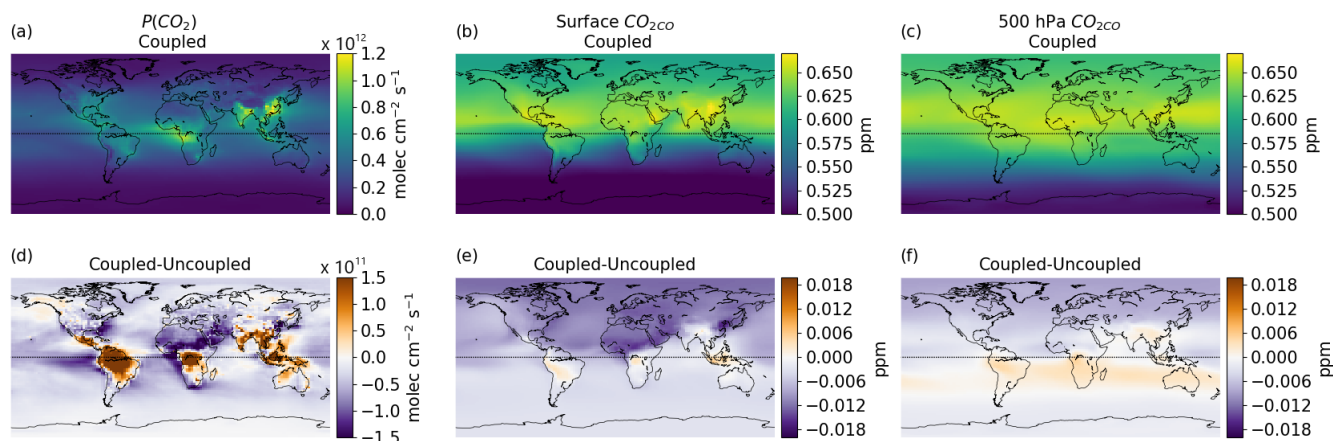 (a)
P(CO₂)
Coupled
x 10¹²
1.2
1.0
0.8
0.6
0.4
0.2
0.0
molec cm⁻² s⁻¹
(b)
Surface CO₂CO
Coupled
0.650
0.625
0.600
0.575
0.550
0.525
0.500
ppm
(c)
500 hPa CO₂CO
Coupled
0.650
0.625
0.600
0.575
0.550
0.525
0.500
ppm
(d)
Coupled-Uncoupled
x 10¹¹
1.5
1.0
0.5
0.0
−0.5
−1.0
−1.5
molec cm⁻² s⁻¹
(e)
Coupled-Uncoupled
0.018
0.012
0.006
0.000
−0.006
−0.012
−0.018
ppm
(f)
Coupled-Uncoupled
0.018
0.012
0.006
0.000
−0.006
−0.012
−0.018
ppm